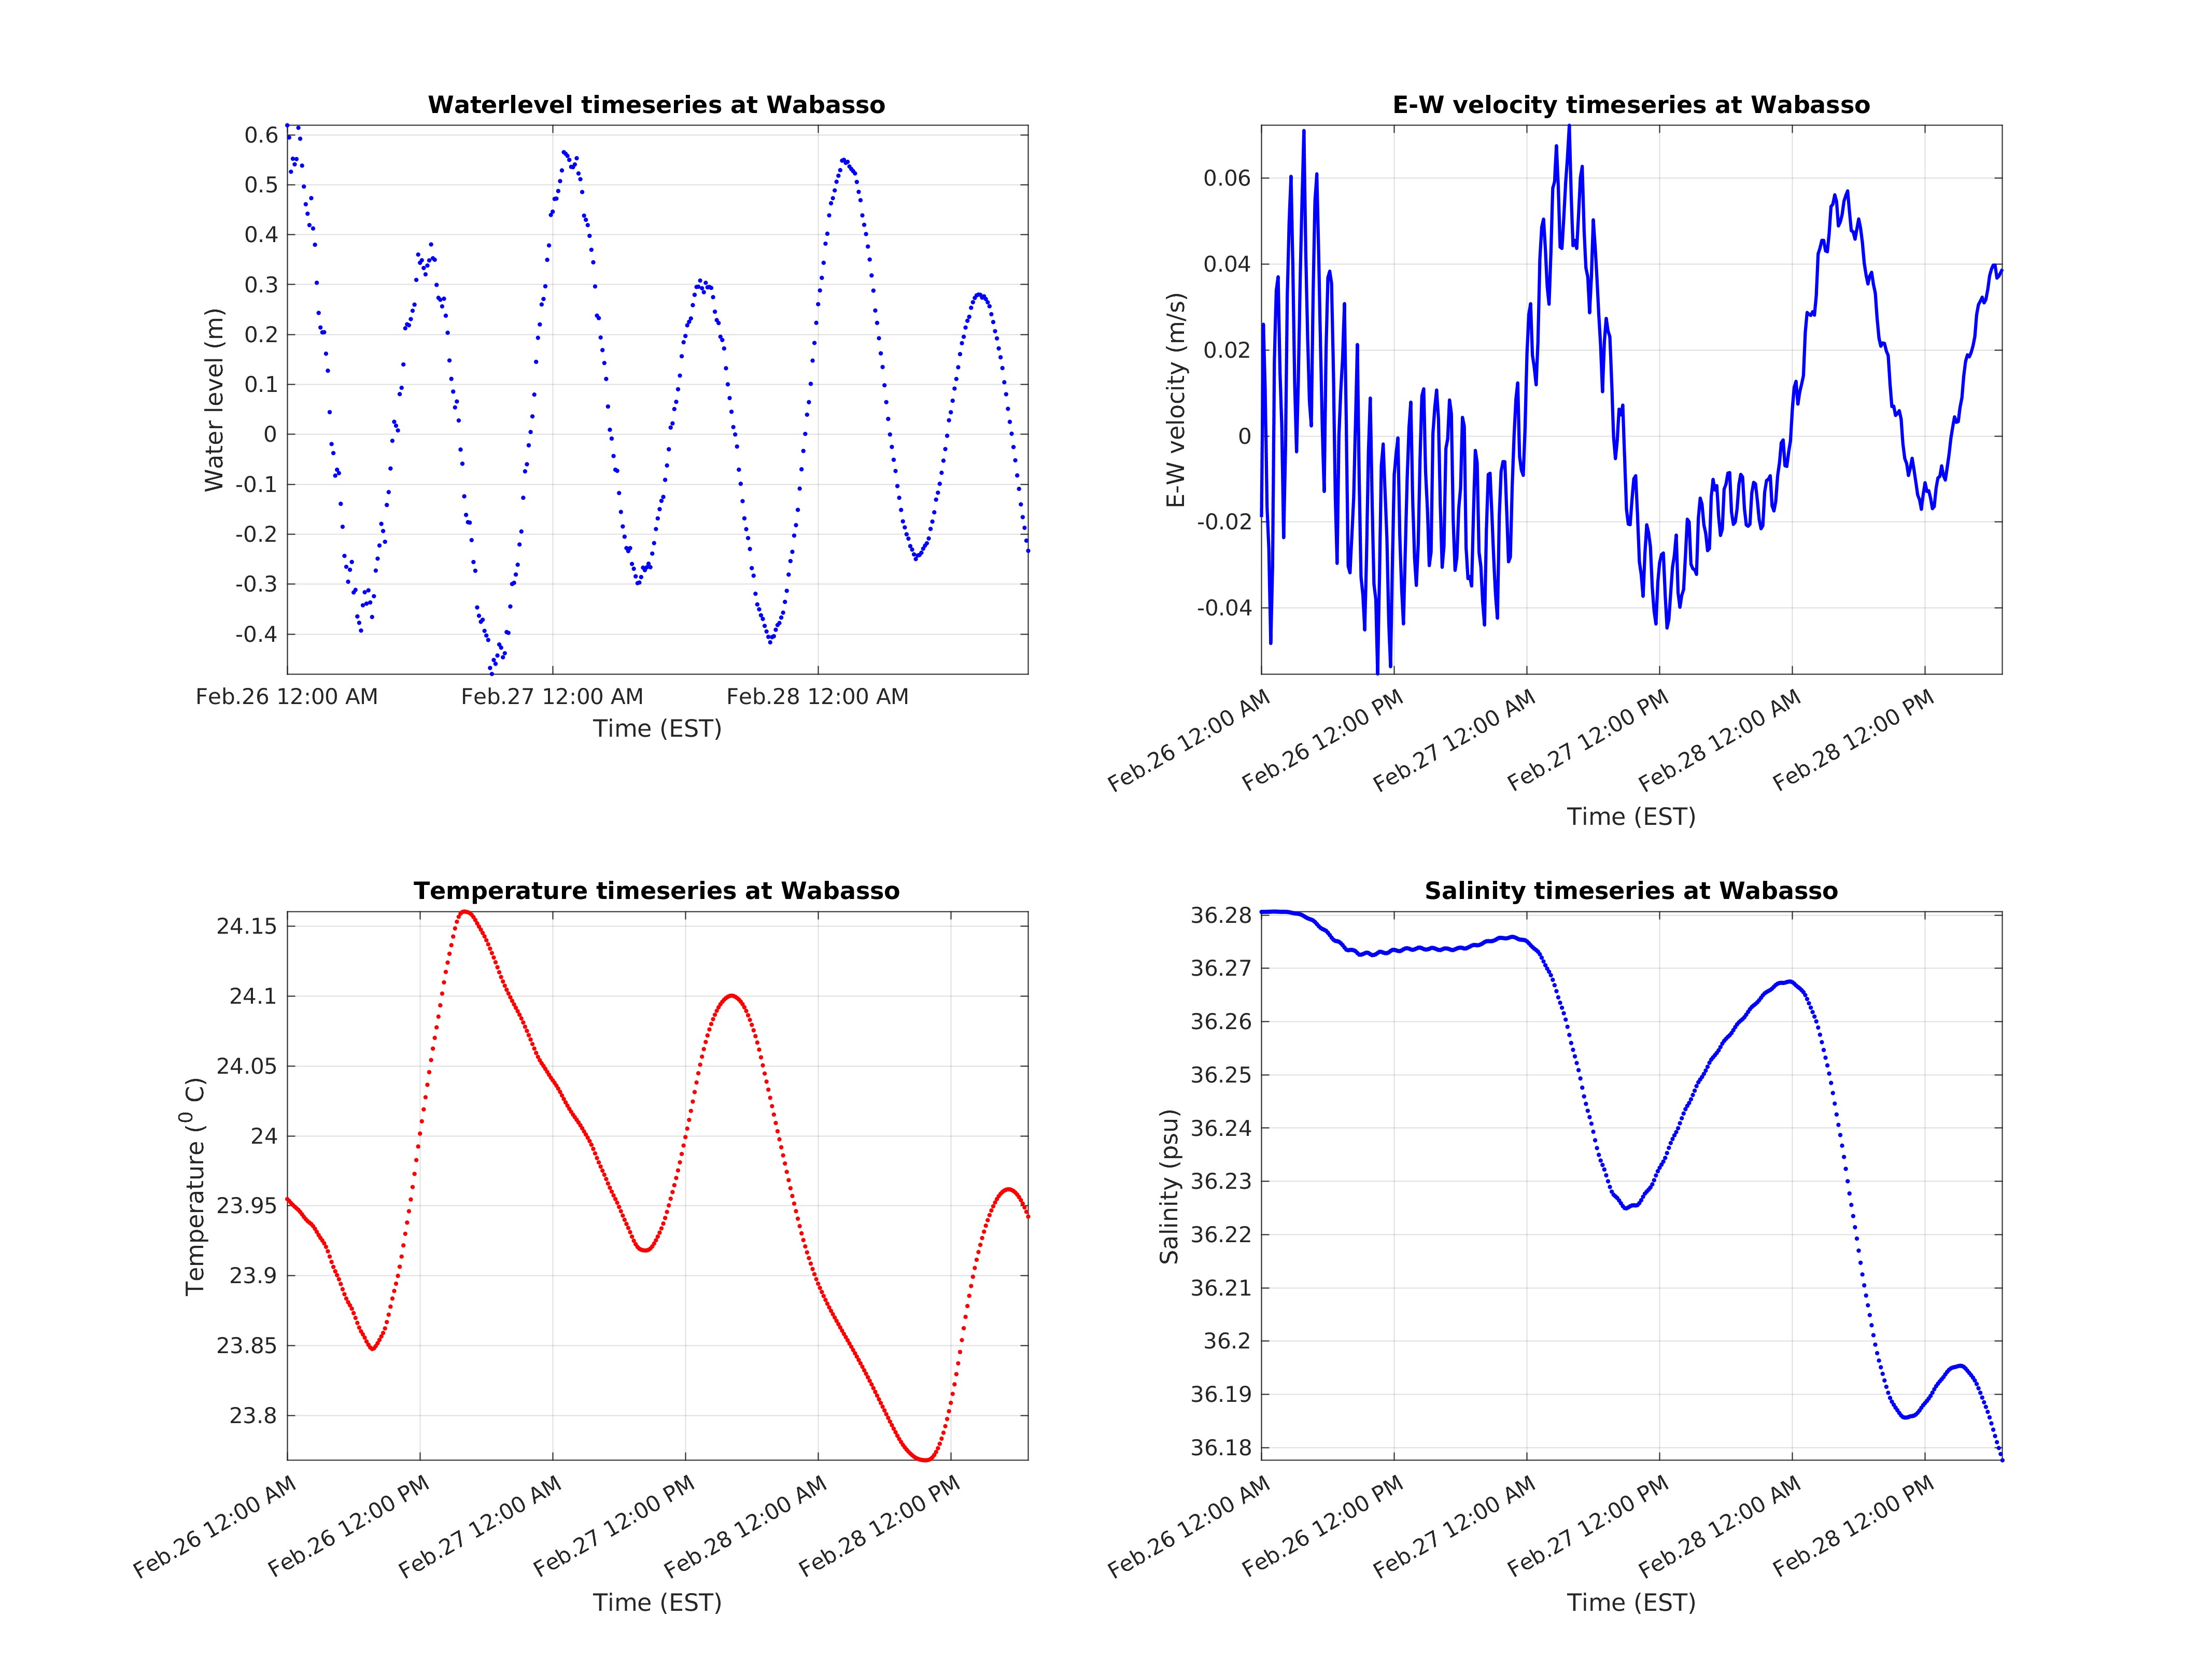 Waterlevel timeseries at Wabasso
0.6
0.5
0.4
0.3
0.2
0.1
0
-0.1
-0.2
-0.3
-0.4
Water level (m)
Feb.26 12:00 AM
Feb.27 12:00 AM
Feb.28 12:00 AM
Time (EST)
E-W velocity timeseries at Wabasso
0.06
0.04
0.02
0
-0.02
-0.04
E-W velocity (m/s)
Feb.26 12:00 AM
Feb.26 12:00 PM
Feb.27 12:00 AM
Feb.27 12:00 PM
Feb.28 12:00 AM
Feb.28 12:00 PM
Time (EST)
Temperature timeseries at Wabasso
24.15
24.1
24.05
24
23.95
23.9
23.85
23.8
Temperature (⁰ C)
Feb.26 12:00 AM
Feb.26 12:00 PM
Feb.27 12:00 AM
Feb.27 12:00 PM
Feb.28 12:00 AM
Feb.28 12:00 PM
Time (EST)
Salinity timeseries at Wabasso
36.28
36.27
36.26
36.25
36.24
36.23
36.22
36.21
36.2
36.19
36.18
Salinity (psu)
Feb.26 12:00 AM
Feb.26 12:00 PM
Feb.27 12:00 AM
Feb.27 12:00 PM
Feb.28 12:00 AM
Feb.28 12:00 PM
Time (EST)